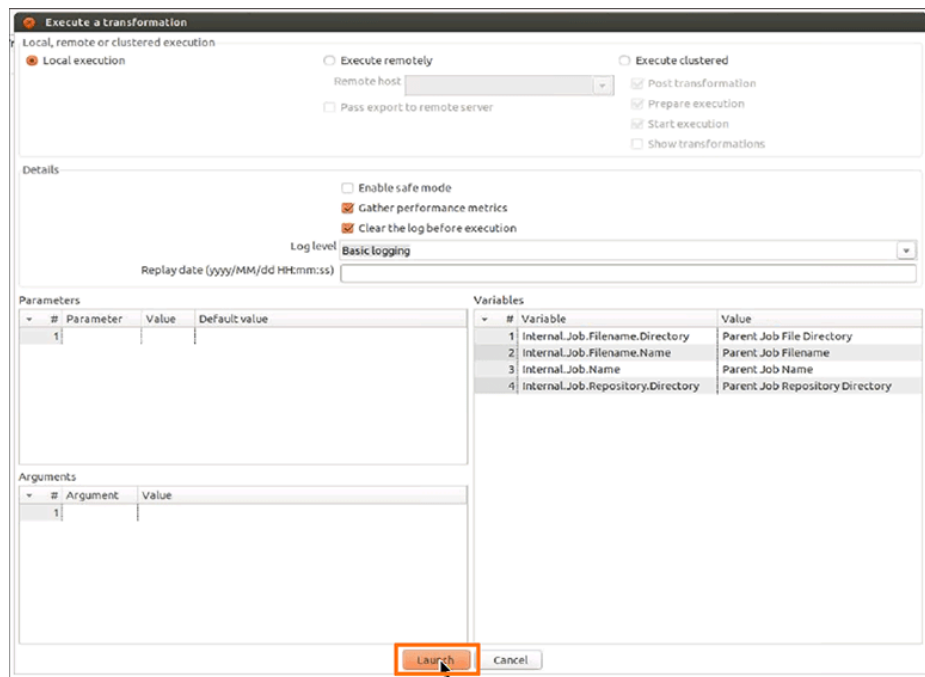 Execute a transformation
Local, remote or clustered execution
Local execution
Execute remotely
Execute clustered
Remote host
Post transformation
Pass export to remote server
Prepare execution
Start execution
Show transformations
Details
Enable safe mode
Gather performance metrics
Clear the log before execution
Log level Basic logging
Replay date (yyyy/MM/dd HH:mm:ss)
Parameters
# Parameter Value Default value
1
Variables
# Variable Value
1 Internal.Job.Filename.Directory Parent Job File Directory
2 Internal.Job.Filename.Name Parent Job Filename
3 Internal.Job.Name Parent Job Name
4 Internal.Job.Repository.Directory Parent Job Repository Directory
Arguments
# Argument Value
1
Launch Cancel